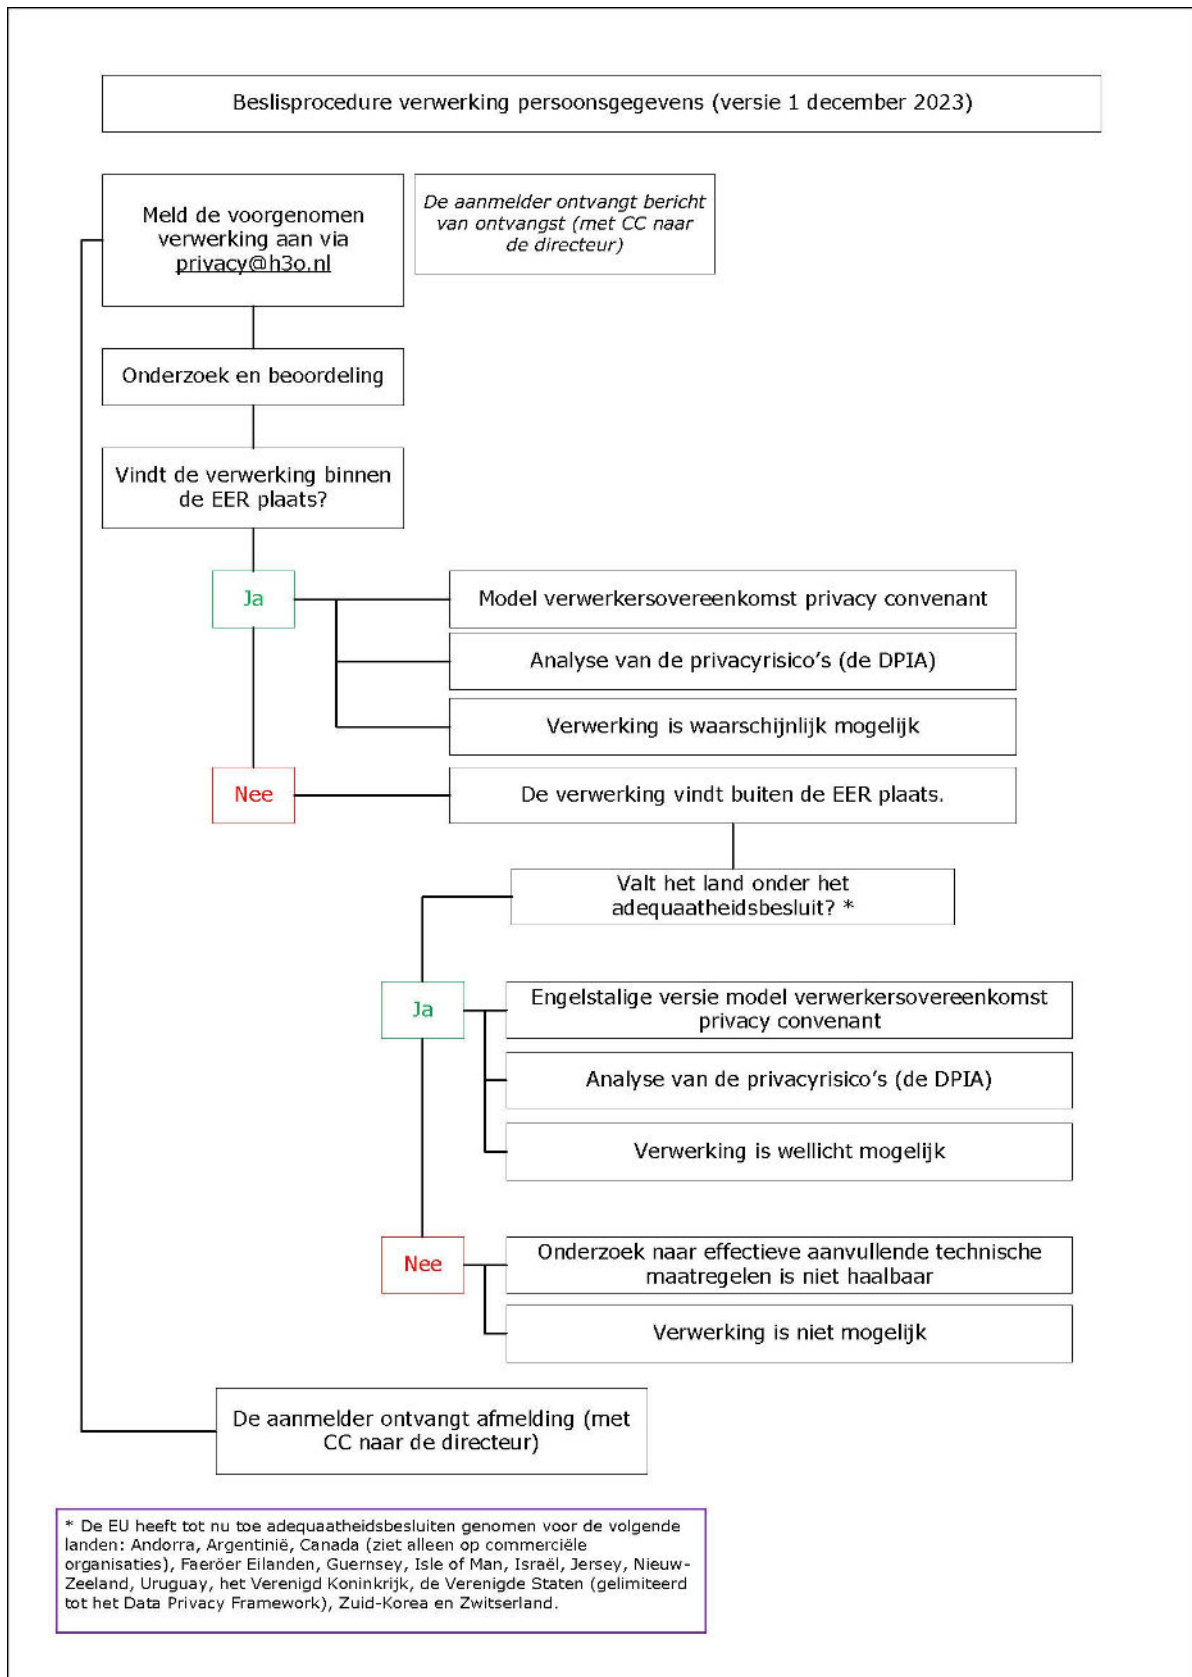 Beslisprocedure verwerking persoonsgegevens (versie 1 december 2023)
Meld de voorgenomen
verwerking aan via
privacy@h3o.nl
De aanmelder ontvangt bericht
van ontvangst (met CC naar
de directeur)
Onderzoek en beoordeling
Vindt de verwerking binnen
de EER plaats?
Ja
Model verwerkersovereenkomst privacy convenant
Analyse van de privacyrisico's (de DPIA)
Verwerking is waarschijnlijk mogelijk
Nee
De verwerking vindt buiten de EER plaats.
Valt het land onder het
adequaatheidsbesluit? *
Ja
Engelstalige versie model verwerkersovereenkomst
privacy convenant
Analyse van de privacyrisico's (de DPIA)
Verwerking is wellicht mogelijk
Nee
Onderzoek naar effectieve aanvullende technische
maatregelen is niet haalbaar
Verwerking is niet mogelijk
De aanmelder ontvangt afmelding (met
CC naar de directeur)
* De EU heeft tot nu toe adequaatheidsbesluiten genomen voor de volgende
landen: Andorra, Argentinië, Canada (ziet alleen op commerciële
organisaties), Faeröer Eilanden, Guernsey, Isle of Man, Israël, Jersey, Nieuw-
Zeeland, Uruguay, het Verenigd Koninkrijk, de Verenigde Staten (gelimiteerd
tot het Data Privacy Framework), Zuid-Korea en Zwitserland.